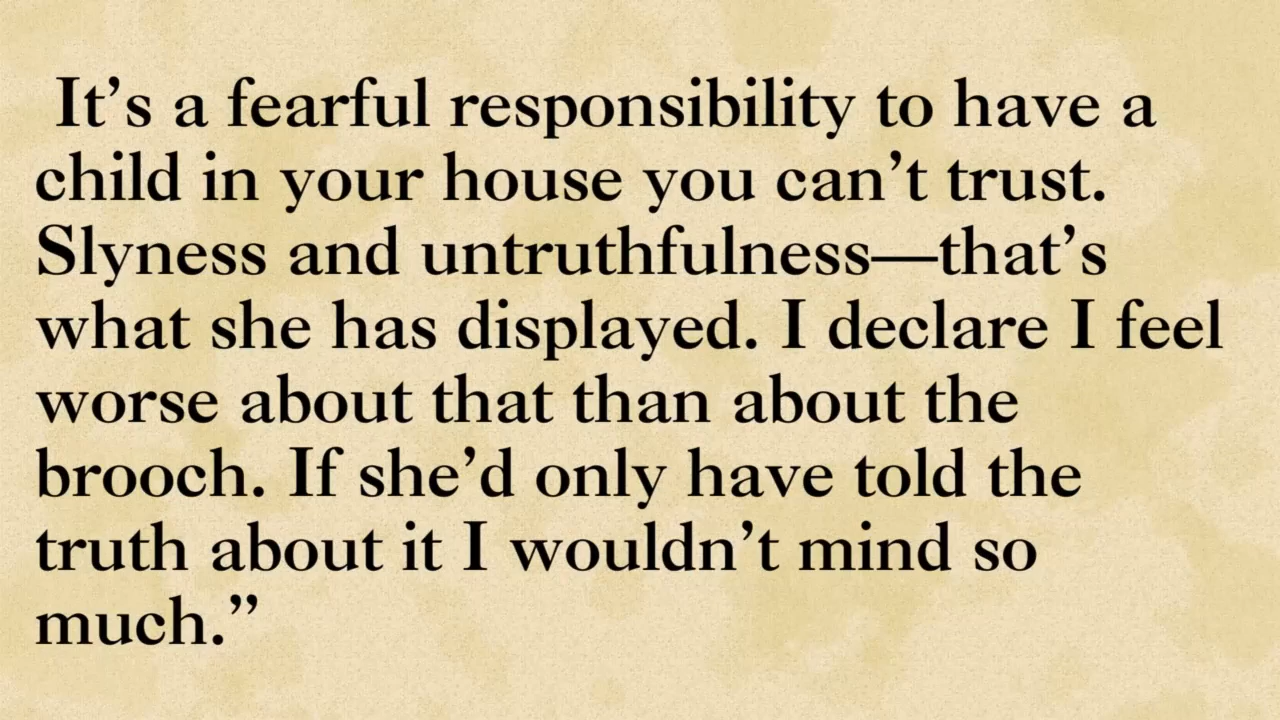 It’s a fearful responsibility to have a
child in your house you can’t trust.
Slyness and untruthfulness—that’s
what she has displayed. I declare I feel
worse about that than about the
brooch. If she’d only have told the
truth about it I wouldn’t mind so
much.”